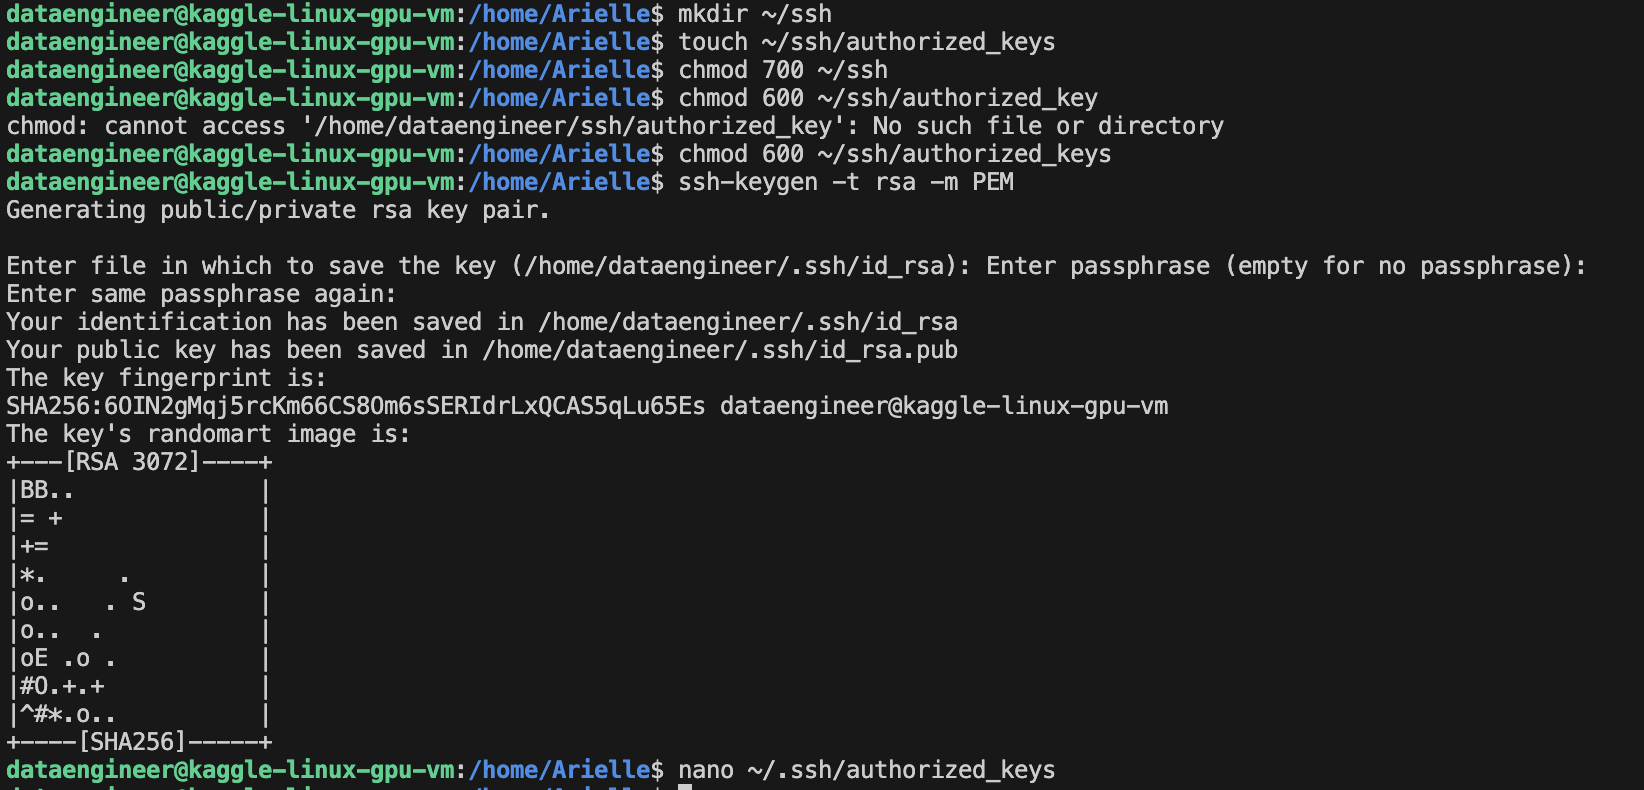 dataengineer@kaggle-linux-gpu-vm:/home/Arielle$ mkdir ~/ssh
dataengineer@kaggle-linux-gpu-vm:/home/Arielle$ touch ~/ssh/authorized_keys
dataengineer@kaggle-linux-gpu-vm:/home/Arielle$ chmod 700 ~/ssh
dataengineer@kaggle-linux-gpu-vm:/home/Arielle$ chmod 600 ~/ssh/authorized_key
chmod: cannot access '/home/dataengineer/ssh/authorized_key': No such file or directory
dataengineer@kaggle-linux-gpu-vm:/home/Arielle$ chmod 600 ~/ssh/authorized_keys
dataengineer@kaggle-linux-gpu-vm:/home/Arielle$ ssh-keygen -t rsa -m PEM
Generating public/private rsa key pair.

Enter file in which to save the key (/home/dataengineer/.ssh/id_rsa): Enter passphrase (empty for no passphrase):
Enter same passphrase again:
Your identification has been saved in /home/dataengineer/.ssh/id_rsa
Your public key has been saved in /home/dataengineer/.ssh/id_rsa.pub
The key fingerprint is:
SHA256:6OIN2gMqj5rcKm66CS8Om6sSERIdrLxQCAS5qLu65Es dataengineer@kaggle-linux-gpu-vm
The key's randomart image is:
+---[RSA 3072]----+
|BB..             |
|= +              |
|+=               |
|*.     .         |
|o..   . S        |
|o..  .           |
|oE .o .          |
|#O.+.+           |
|^#*.o..          |
+----[SHA256]-----+
dataengineer@kaggle-linux-gpu-vm:/home/Arielle$ nano ~/.ssh/authorized_keys
dataengineer@kaggle-linux-gpu-vm:/home/Arielle$